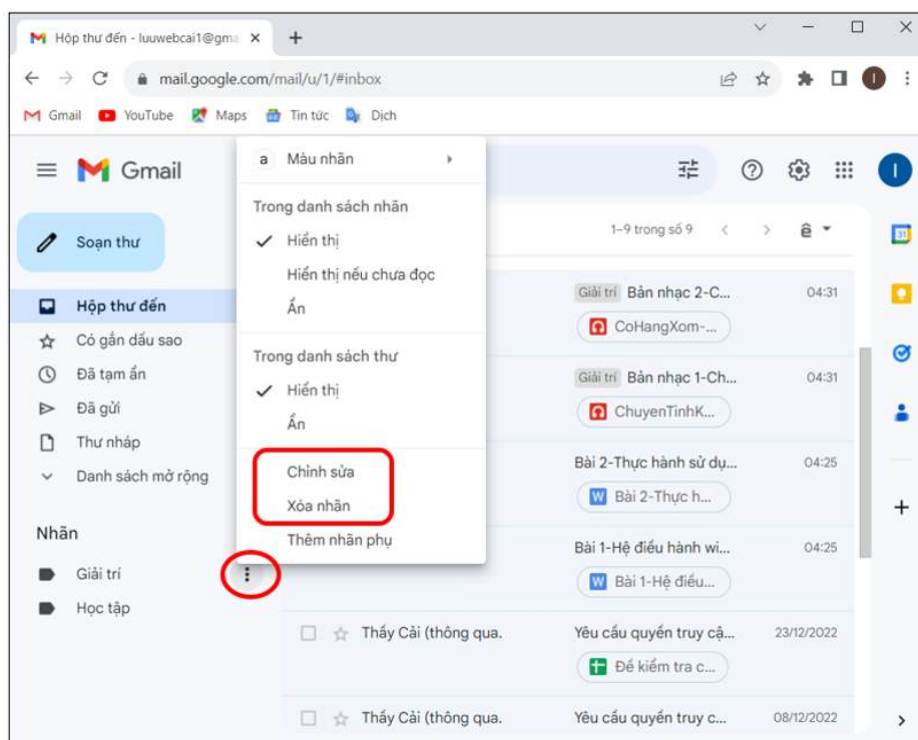 Hộp thư đến - luuwebcai1@gma
mail.google.com/mail/u/1/#inbox
Gmail YouTube Maps Tin tức Dịch
Gmail
Soạn thư
Hộp thư đến
Có gắn dấu sao
Đã tạm ẩn
Đã gửi
Thư nháp
Danh sách mở rộng
Nhãn
Giải trí
Học tập
a Màu nhãn
Trong danh sách nhãn
Hiển thị
Hiển thị nếu chưa đọc
Ẩn
Trong danh sách thư
Hiển thị
Ẩn
Chỉnh sửa
Xóa nhãn
Thêm nhãn phụ
1–9 trong số 9 ê
Giải trí Bản nhạc 2-C... 04:31
CoHangXom-...
Giải trí Bản nhạc 1-Ch... 04:31
ChuyenTinhK...
Bài 2-Thực hành sử dụ... 04:25
W Bài 2-Thực h...
Bài 1-Hệ điều hành wi... 04:25
W Bài 1-Hệ điều...
Thầy Cải (thông qua. Yêu cầu quyền truy cậ... 23/12/2022
Đề kiểm tra c...
Thầy Cải (thông qua. Yêu cầu quyền truy c... 08/12/2022
I
I
31